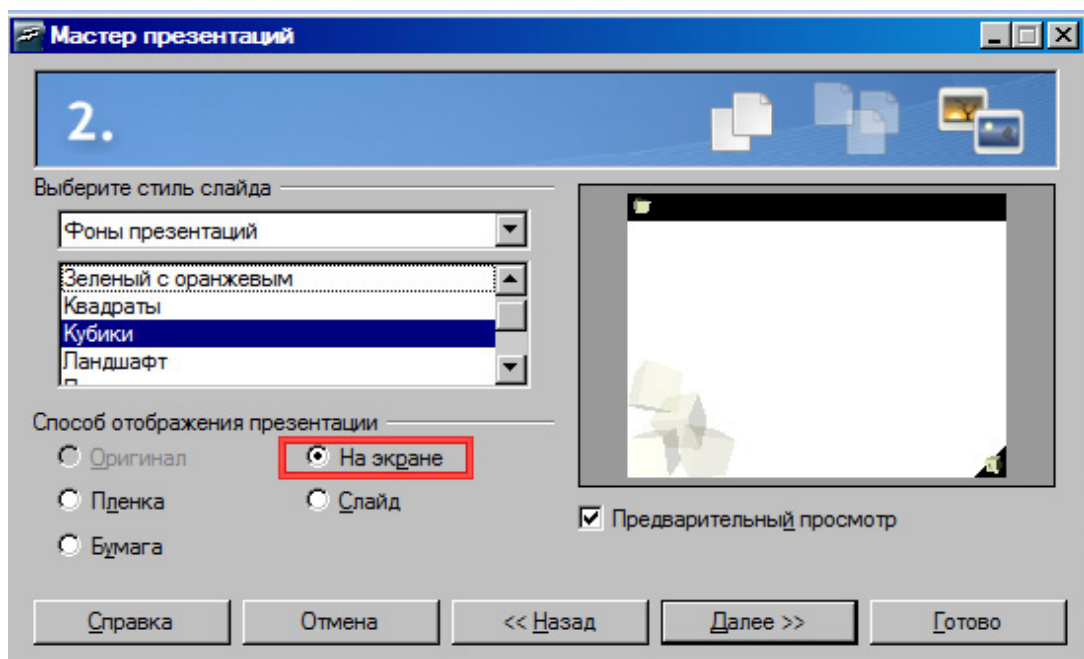 Мастер презентаций
2.
Выберите стиль слайда
Фоны презентаций
Зеленый с оранжевым
Квадраты
Кубики
Ландшафт
Способ отображения презентации
Оригинал
На экране
Пленка
Слайд
Предварительный просмотр
Бумага
Справка
Отмена
<< Назад
Далее >>
Готово